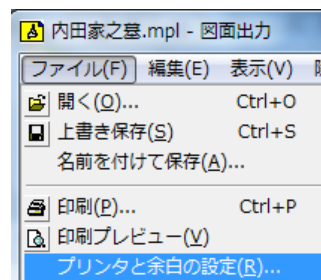 内田家之墓.mpl - 図面出力
ファイル(F) 編集(E) 表示(V)
開く(O)... Ctrl+O
上書き保存(S) Ctrl+S
名前を付けて保存(A)...
印刷(P)... Ctrl+P
印刷プレビュー(V)
プリンタと余白の設定(R)...